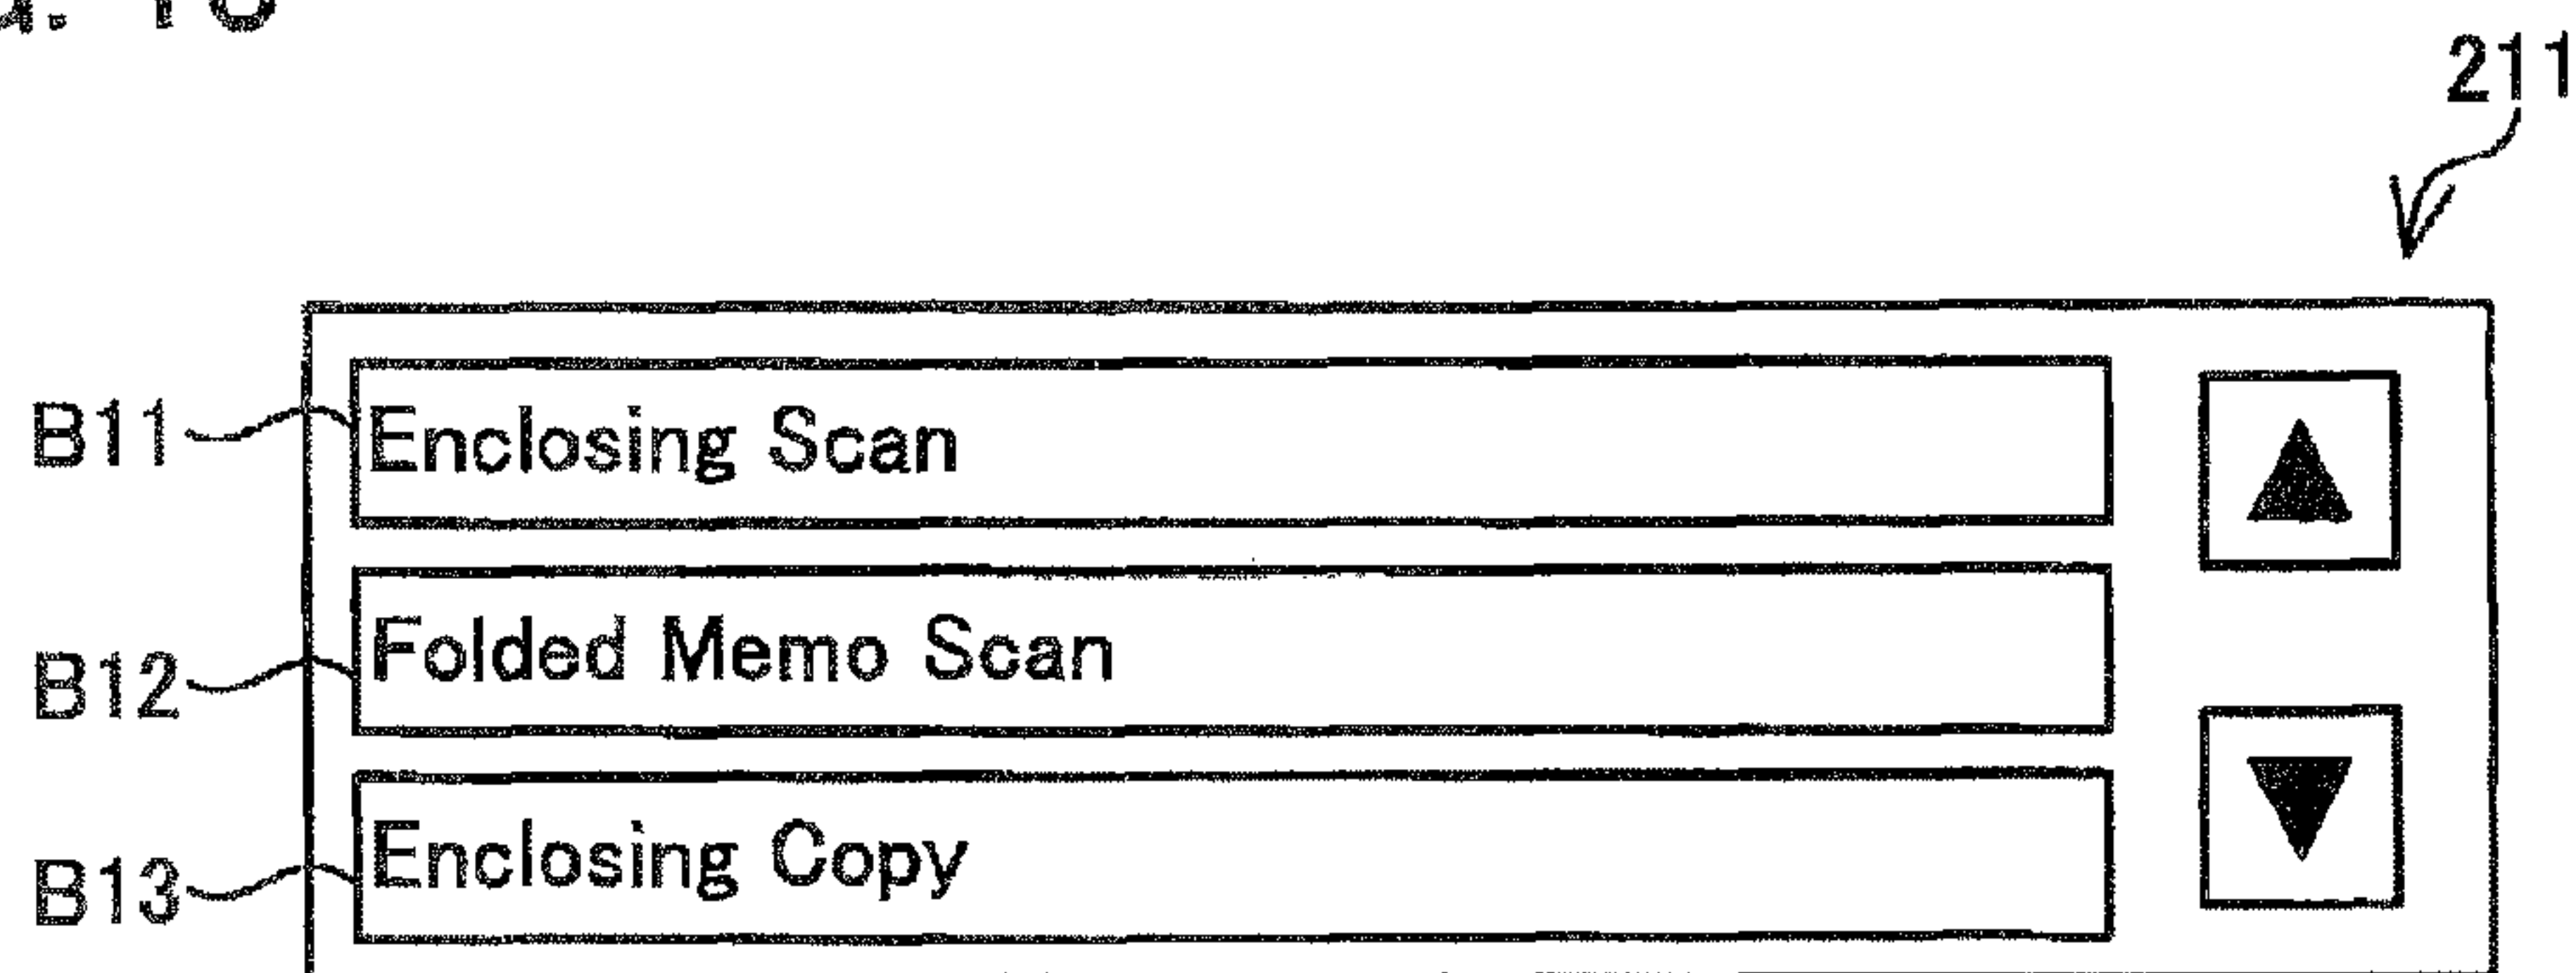 211
B11 Enclosing Scan
B12 Folded Memo Scan
B13 Enclosing Copy